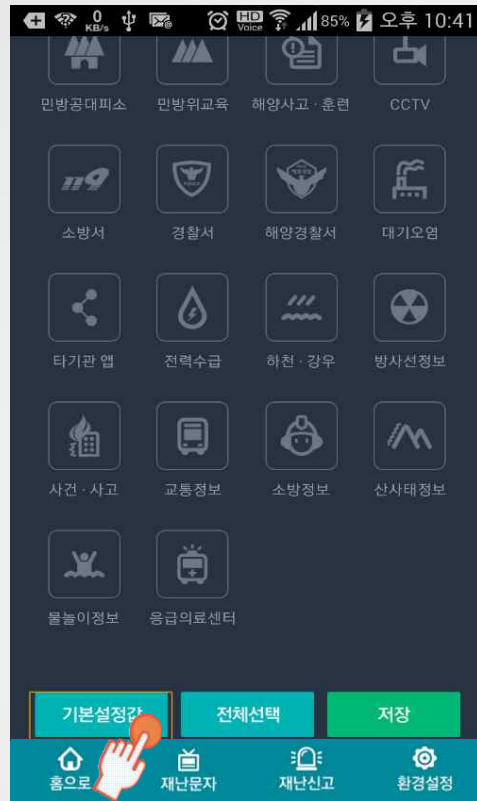 0
KB/s
HD
Voice
85%
오후 10:41
민방공대피소 민방위교육 해양사고 · 훈련 CCTV
119
소방서 경찰서 해양경찰서 대기오염
타기관 앱 전력수급 하천 · 강우 방사선정보
사건 · 사고 교통정보 소방정보 산사태정보
물놀이정보 응급의료센터
기본설정값 전체선택 저장
홈으로 재난문자 재난신고 환경설정